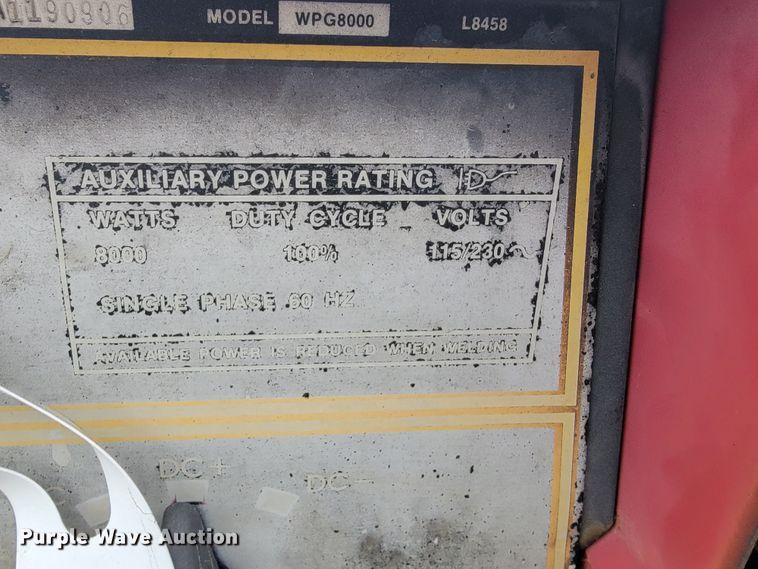 A1190906 MODEL WPG8000 L8458
AUXILIARY POWER RATING
WATTS DUTY CYCLE VOLTS
8000 100% 115/230~
SINGLE PHASE 60 HZ
AVAILABLE POWER IS REDUCED WHEN WELDING
DC+ DC-
Purple Wave Auction